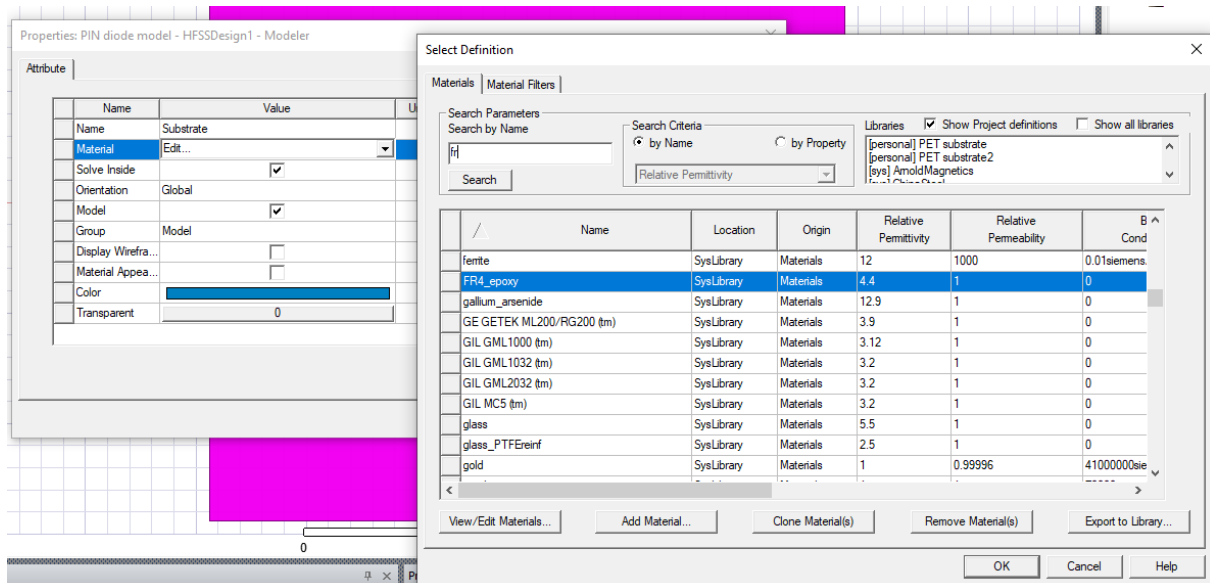 Properties: PIN diode model - HFSSDesign1 - Modeler
Attribute
Name Value
Name Substrate
Material Edit...
Solve Inside
Orientation Global
Model
Group Model
Display Wirefra...
Material Appea...
Color
Transparent 0
0
Select Definition
Materials Material Filters
Search Parameters
Search by Name
fr
Search
Search Criteria
by Name by Property
Relative Permittivity
Libraries Show Project definitions Show all libraries
[personal] PET substrate
[personal] PET substrate2
[sys] ArnoldMagnetics
/ Name Location Origin Relative Permittivity Relative Permeability B Cond
ferrite SysLibrary Materials 12 1000 0.01siemens.
FR4_epoxy SysLibrary Materials 4.4 1 0
gallium_arsenide SysLibrary Materials 12.9 1 0
GE GETEK ML200/RG200 (tm) SysLibrary Materials 3.9 1 0
GIL GML1000 (tm) SysLibrary Materials 3.12 1 0
GIL GML1032 (tm) SysLibrary Materials 3.2 1 0
GIL GML2032 (tm) SysLibrary Materials 3.2 1 0
GIL MC5 (tm) SysLibrary Materials 3.2 1 0
glass SysLibrary Materials 5.5 1 0
glass_PTFEreinf SysLibrary Materials 2.5 1 0
gold SysLibrary Materials 1 0.99996 41000000sie
View/Edit Materials... Add Material... Clone Material(s) Remove Material(s) Export to Library...
OK Cancel Help